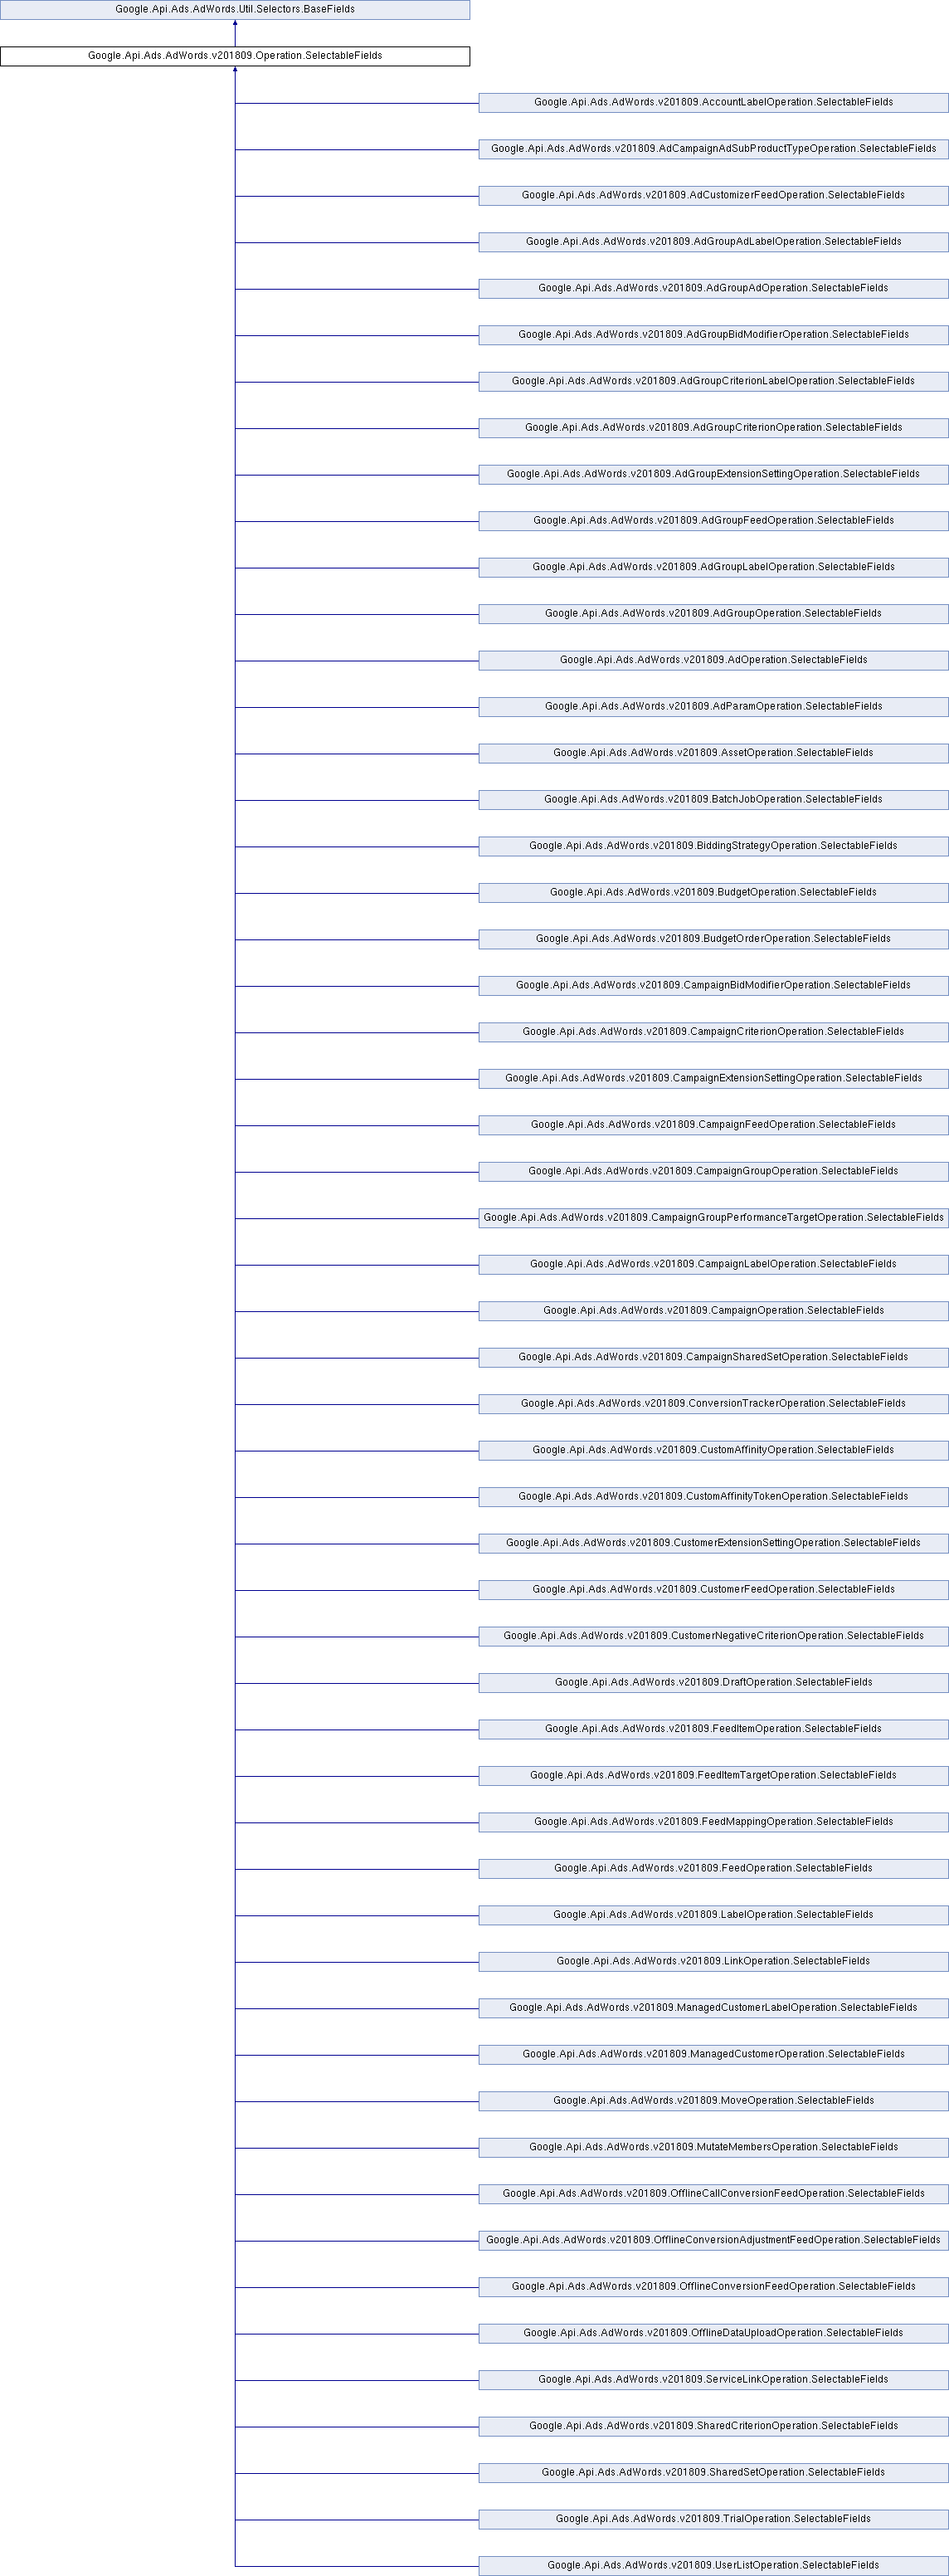 Google.Api.Ads.AdWords.Util.Selectors.BaseFields
Google.Api.Ads.AdWords.v201809.Operation.SelectableFields
Google.Api.Ads.AdWords.v201809.AccountLabelOperation.SelectableFields
Google.Api.Ads.AdWords.v201809.AdCampaignAdSubProductTypeOperation.SelectableFields
Google.Api.Ads.AdWords.v201809.AdCustomizerFeedOperation.SelectableFields
Google.Api.Ads.AdWords.v201809.AdGroupAdLabelOperation.SelectableFields
Google.Api.Ads.AdWords.v201809.AdGroupAdOperation.SelectableFields
Google.Api.Ads.AdWords.v201809.AdGroupBidModifierOperation.SelectableFields
Google.Api.Ads.AdWords.v201809.AdGroupCriterionLabelOperation.SelectableFields
Google.Api.Ads.AdWords.v201809.AdGroupCriterionOperation.SelectableFields
Google.Api.Ads.AdWords.v201809.AdGroupExtensionSettingOperation.SelectableFields
Google.Api.Ads.AdWords.v201809.AdGroupFeedOperation.SelectableFields
Google.Api.Ads.AdWords.v201809.AdGroupLabelOperation.SelectableFields
Google.Api.Ads.AdWords.v201809.AdGroupOperation.SelectableFields
Google.Api.Ads.AdWords.v201809.AdOperation.SelectableFields
Google.Api.Ads.AdWords.v201809.AdParamOperation.SelectableFields
Google.Api.Ads.AdWords.v201809.AssetOperation.SelectableFields
Google.Api.Ads.AdWords.v201809.BatchJobOperation.SelectableFields
Google.Api.Ads.AdWords.v201809.BiddingStrategyOperation.SelectableFields
Google.Api.Ads.AdWords.v201809.BudgetOperation.SelectableFields
Google.Api.Ads.AdWords.v201809.BudgetOrderOperation.SelectableFields
Google.Api.Ads.AdWords.v201809.CampaignBidModifierOperation.SelectableFields
Google.Api.Ads.AdWords.v201809.CampaignCriterionOperation.SelectableFields
Google.Api.Ads.AdWords.v201809.CampaignExtensionSettingOperation.SelectableFields
Google.Api.Ads.AdWords.v201809.CampaignFeedOperation.SelectableFields
Google.Api.Ads.AdWords.v201809.CampaignGroupOperation.SelectableFields
Google.Api.Ads.AdWords.v201809.CampaignGroupPerformanceTargetOperation.SelectableFields
Google.Api.Ads.AdWords.v201809.CampaignLabelOperation.SelectableFields
Google.Api.Ads.AdWords.v201809.CampaignOperation.SelectableFields
Google.Api.Ads.AdWords.v201809.CampaignSharedSetOperation.SelectableFields
Google.Api.Ads.AdWords.v201809.ConversionTrackerOperation.SelectableFields
Google.Api.Ads.AdWords.v201809.CustomAffinityOperation.SelectableFields
Google.Api.Ads.AdWords.v201809.CustomAffinityTokenOperation.SelectableFields
Google.Api.Ads.AdWords.v201809.CustomerExtensionSettingOperation.SelectableFields
Google.Api.Ads.AdWords.v201809.CustomerFeedOperation.SelectableFields
Google.Api.Ads.AdWords.v201809.CustomerNegativeCriterionOperation.SelectableFields
Google.Api.Ads.AdWords.v201809.DraftOperation.SelectableFields
Google.Api.Ads.AdWords.v201809.FeedItemOperation.SelectableFields
Google.Api.Ads.AdWords.v201809.FeedItemTargetOperation.SelectableFields
Google.Api.Ads.AdWords.v201809.FeedMappingOperation.SelectableFields
Google.Api.Ads.AdWords.v201809.FeedOperation.SelectableFields
Google.Api.Ads.AdWords.v201809.LabelOperation.SelectableFields
Google.Api.Ads.AdWords.v201809.LinkOperation.SelectableFields
Google.Api.Ads.AdWords.v201809.ManagedCustomerLabelOperation.SelectableFields
Google.Api.Ads.AdWords.v201809.ManagedCustomerOperation.SelectableFields
Google.Api.Ads.AdWords.v201809.MoveOperation.SelectableFields
Google.Api.Ads.AdWords.v201809.MutateMembersOperation.SelectableFields
Google.Api.Ads.AdWords.v201809.OfflineCallConversionFeedOperation.SelectableFields
Google.Api.Ads.AdWords.v201809.OfflineConversionAdjustmentFeedOperation.SelectableFields
Google.Api.Ads.AdWords.v201809.OfflineConversionFeedOperation.SelectableFields
Google.Api.Ads.AdWords.v201809.OfflineDataUploadOperation.SelectableFields
Google.Api.Ads.AdWords.v201809.ServiceLinkOperation.SelectableFields
Google.Api.Ads.AdWords.v201809.SharedCriterionOperation.SelectableFields
Google.Api.Ads.AdWords.v201809.SharedSetOperation.SelectableFields
Google.Api.Ads.AdWords.v201809.TrialOperation.SelectableFields
Google.Api.Ads.AdWords.v201809.UserListOperation.SelectableFields